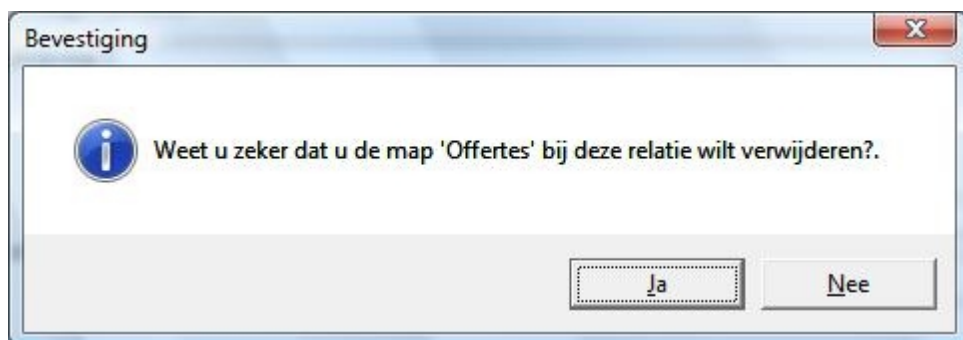 Bevestiging
Weet u zeker dat u de map 'Offertes' bij deze relatie wilt verwijderen?.
Ja
Nee